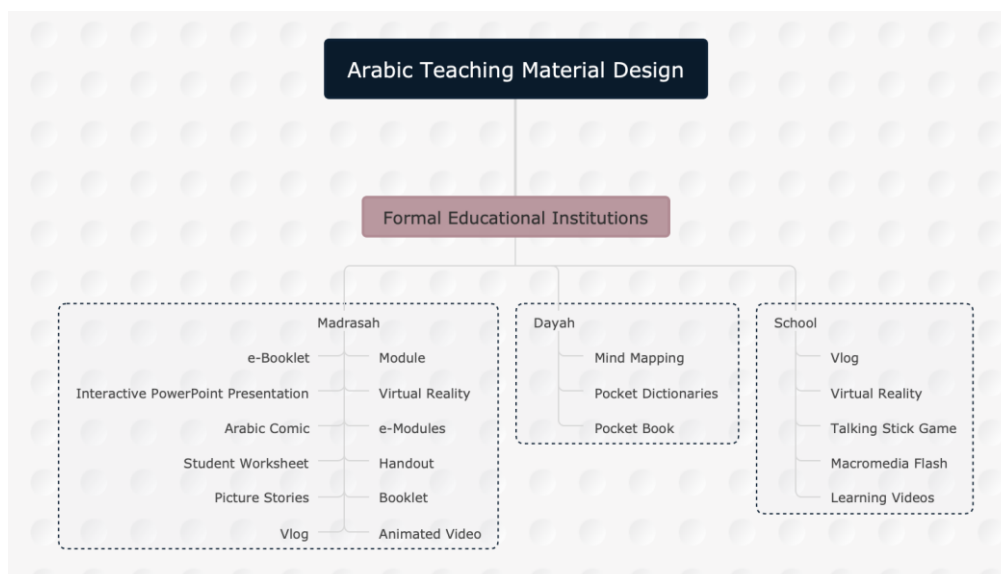 Arabic Teaching Material Design
Formal Educational Institutions
Madrasah
e-Booklet
Interactive PowerPoint Presentation
Arabic Comic
Student Worksheet
Picture Stories
Vlog
Module
Virtual Reality
e-Modules
Handout
Booklet
Animated Video
Dayah
Mind Mapping
Pocket Dictionaries
Pocket Book
School
Vlog
Virtual Reality
Talking Stick Game
Macromedia Flash
Learning Videos